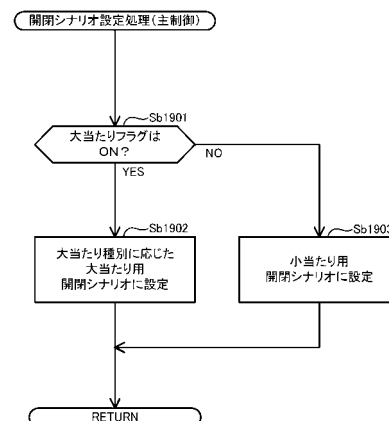 開閉シナリオ設定処理(主制御)
Sb1901
大当たりフラグは
ON?
NO
YES
Sb1902
大当たり種別に応じた
大当たり用
開閉シナリオに設定
Sb1903
小当たり用
開閉シナリオに設定
RETURN